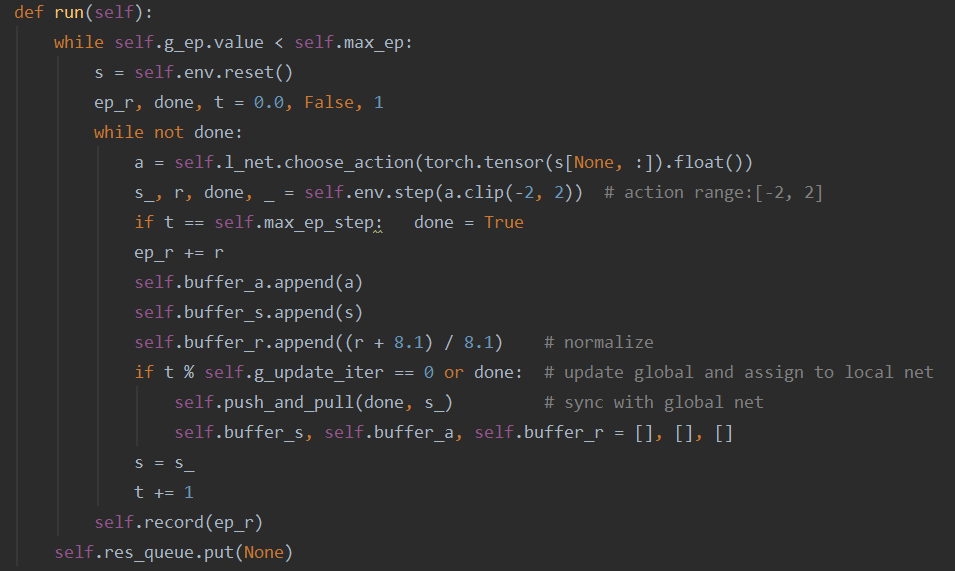 def run(self):
    while self.g_ep.value < self.max_ep:
        s = self.env.reset()
        ep_r, done, t = 0.0, False, 1
        while not done:
            a = self.l_net.choose_action(torch.tensor(s[None, :]).float())
            s_, r, done, _ = self.env.step(a.clip(-2, 2))  # action range:[-2, 2]
            if t == self.max_ep_step:   done = True
            ep_r += r
            self.buffer_a.append(a)
            self.buffer_s.append(s)
            self.buffer_r.append((r + 8.1) / 8.1)    # normalize
            if t % self.g_update_iter == 0 or done:  # update global and assign to local net
                self.push_and_pull(done, s_)         # sync with global net
                self.buffer_s, self.buffer_a, self.buffer_r = [], [], []
            s = s_
            t += 1
        self.record(ep_r)
    self.res_queue.put(None)